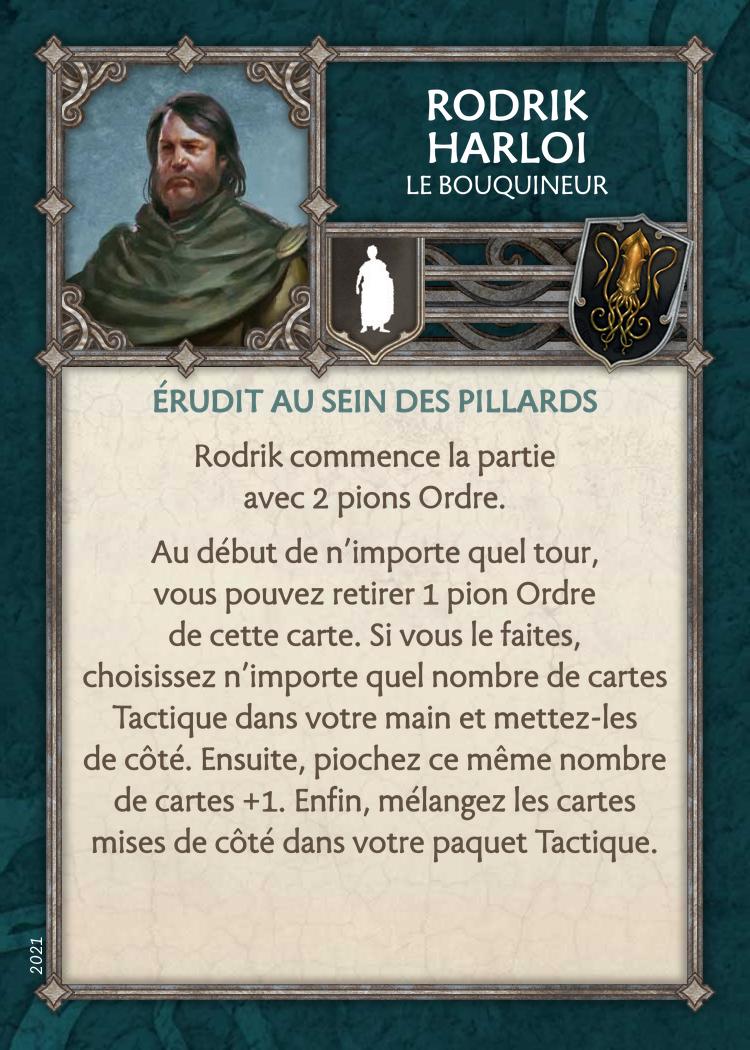 RODRIK
HARLOI
LE BOUQUINEUR
ÉRUDIT AU SEIN DES PILLARDS
Rodrik commence la partie
avec 2 pions Ordre.
Au début de n’importe quel tour,
vous pouvez retirer 1 pion Ordre
de cette carte. Si vous le faites,
choisissez n’importe quel nombre de cartes
Tactique dans votre main et mettez-les
de côté. Ensuite, piochez ce même nombre
de cartes +1. Enfin, mélangez les cartes
mises de côté dans votre paquet Tactique.
2021